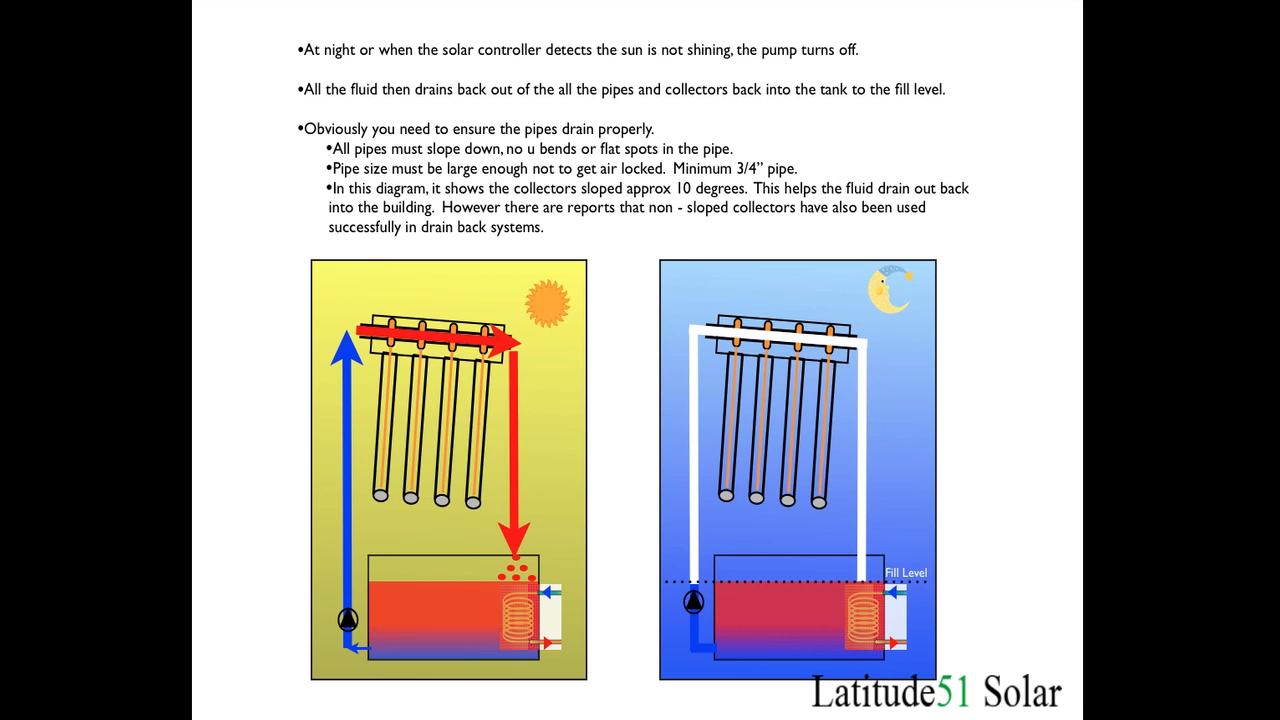 •At night or when the solar controller detects the sun is not shining, the pump turns off.
•All the fluid then drains back out of the all the pipes and collectors back into the tank to the fill level.
•Obviously you need to ensure the pipes drain properly.
•All pipes must slope down, no u bends or flat spots in the pipe.
•Pipe size must be large enough not to get air locked.  Minimum 3/4” pipe.
•In this diagram, it shows the collectors sloped approx 10 degrees.  This helps the fluid drain out back
into the building.  However there are reports that non - sloped collectors have also been used
successfully in drain back systems.
Fill Level
Latitude51 Solar